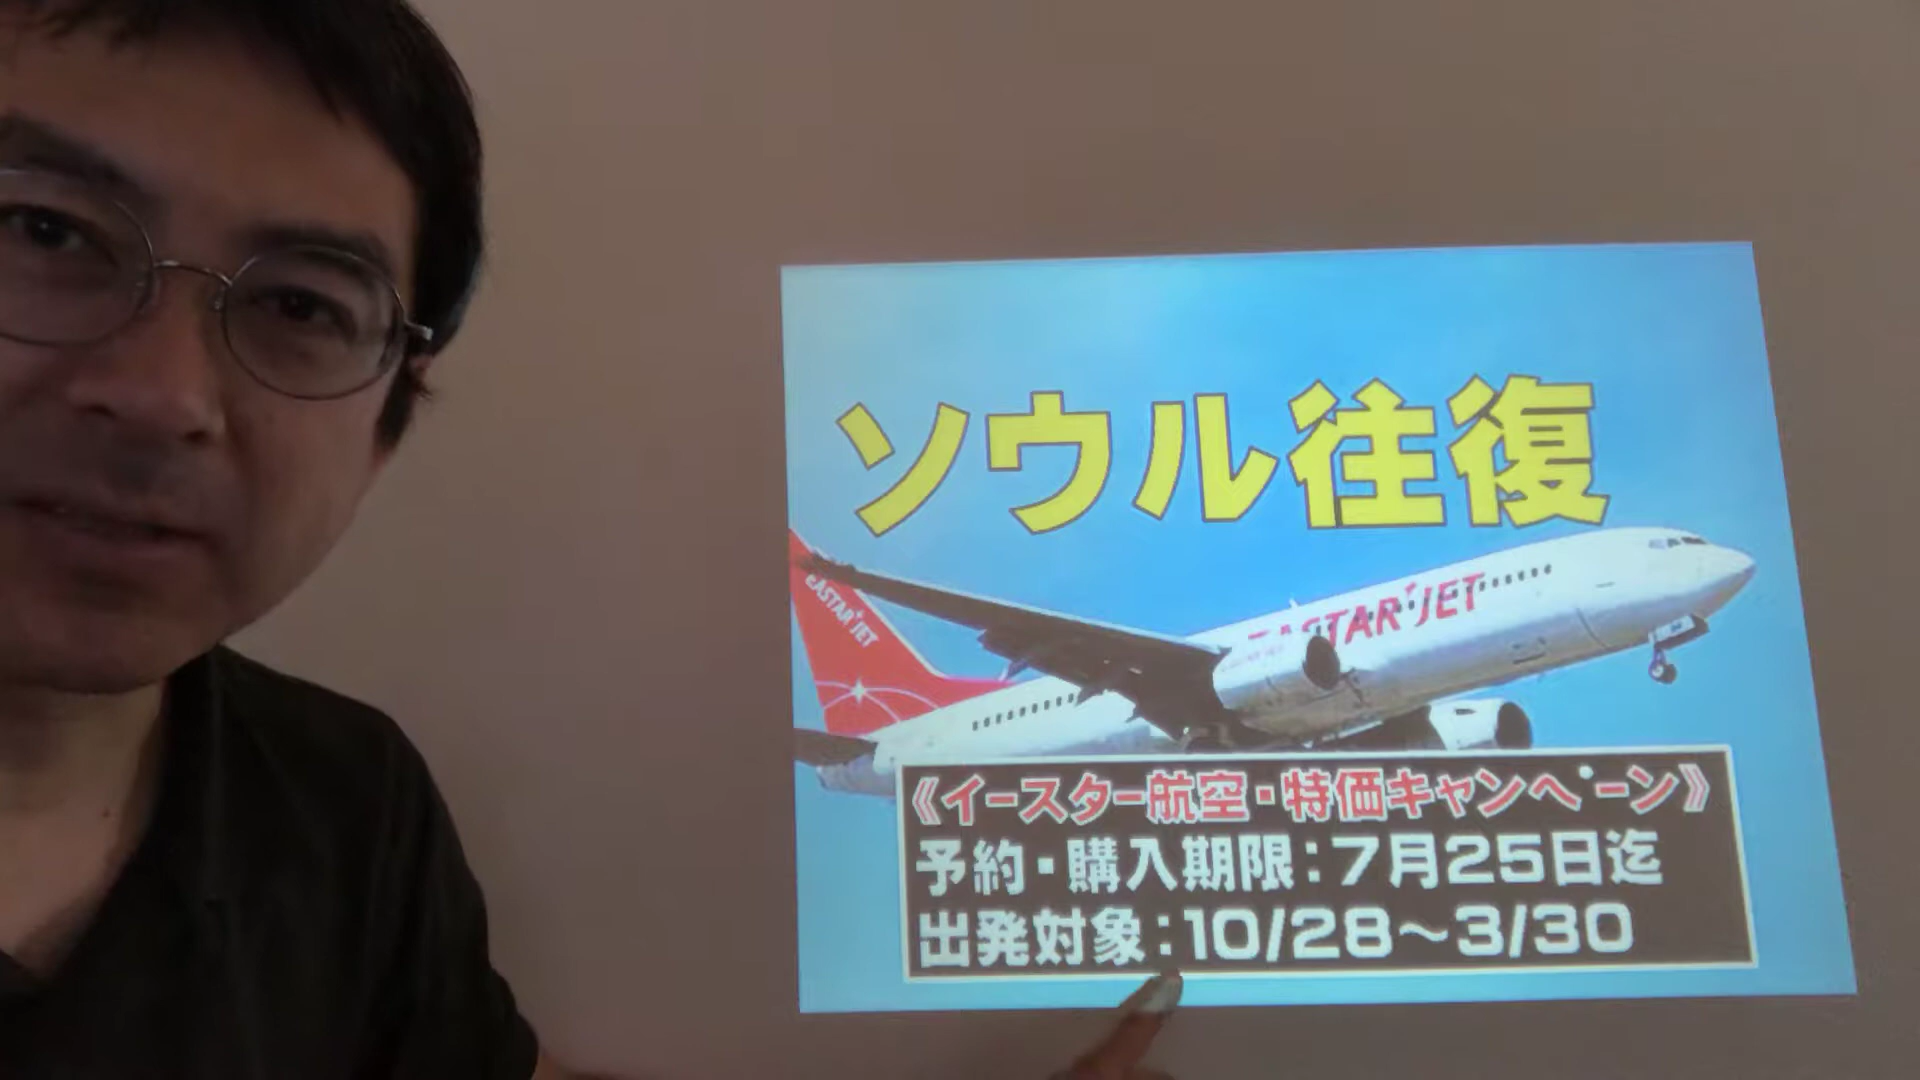 ソウル往復
EASTAR JET
EASTAR JET
《イースター航空・特価キャンペーン》
予約・購入期限：7月25日迄
出発対象：10/28～3/30